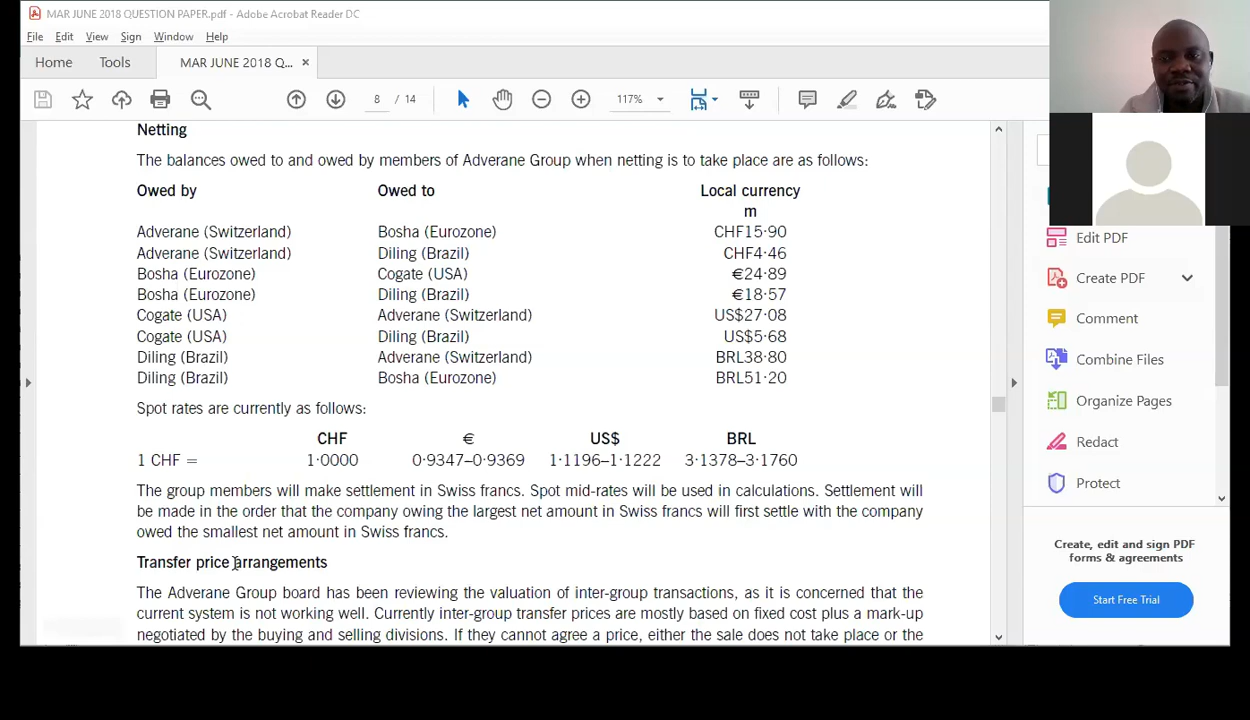 MAR JUNE 2018 QUESTION PAPER.pdf - Adobe Acrobat Reader DC
File Edit View Sign Window Help
Home Tools MAR JUNE 2018 Q... ×
8 / 14 117%
Netting
The balances owed to and owed by members of Adverane Group when netting is to take place are as follows:
Owed by Owed to Local currency
m
Adverane (Switzerland) Bosha (Eurozone) CHF15·90
Adverane (Switzerland) Diling (Brazil) CHF4·46
Bosha (Eurozone) Cogate (USA) €24·89
Bosha (Eurozone) Diling (Brazil) €18·57
Cogate (USA) Adverane (Switzerland) US$27·08
Cogate (USA) Diling (Brazil) US$5·68
Diling (Brazil) Adverane (Switzerland) BRL38·80
Diling (Brazil) Bosha (Eurozone) BRL51·20
Spot rates are currently as follows:
CHF € US$ BRL
1 CHF = 1·0000 0·9347–0·9369 1·1196–1·1222 3·1378–3·1760
The group members will make settlement in Swiss francs. Spot mid-rates will be used in calculations. Settlement will
be made in the order that the company owing the largest net amount in Swiss francs will first settle with the company
owed the smallest net amount in Swiss francs.
Transfer price arrangements
The Adverane Group board has been reviewing the valuation of inter-group transactions, as it is concerned that the
current system is not working well. Currently inter-group transfer prices are mostly based on fixed cost plus a mark-up
negotiated by the buying and selling divisions. If they cannot agree a price, either the sale does not take place or the
Edit PDF
Create PDF
Comment
Combine Files
Organize Pages
Redact
Protect
Create, edit and sign PDF
forms & agreements
Start Free Trial